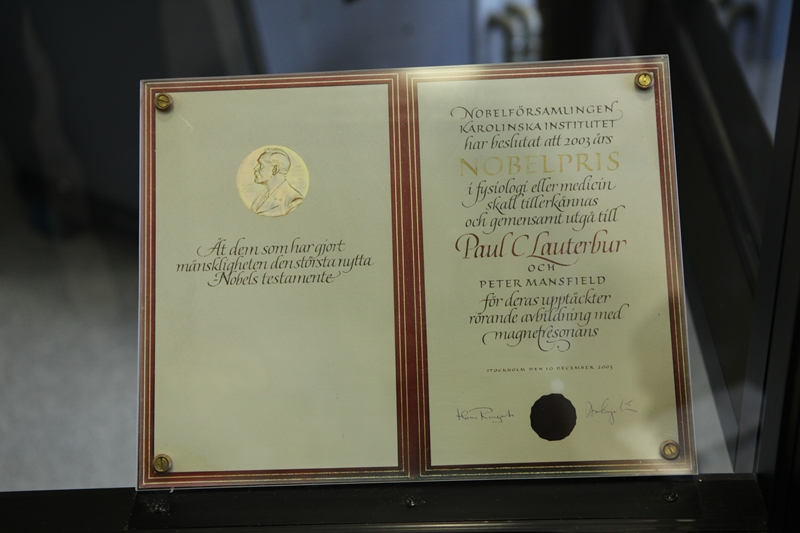 Åt dem som har gjort
mänskligheten den största nytta
Nobels testamente
NOBELFÖRSAMLINGEN
KAROLINSKA INSTITUTET
har beslutat att 2003 års
NOBELPRIS
i fysiologi eller medicin
skall tillerkännas
och gemensamt utgå till
Paul C Lauterbur
OCH
PETER MANSFIELD
för deras upptäckter
rörande avbildning med
magnetresonans
STOCKHOLM DEN 10 DECEMBER 2003